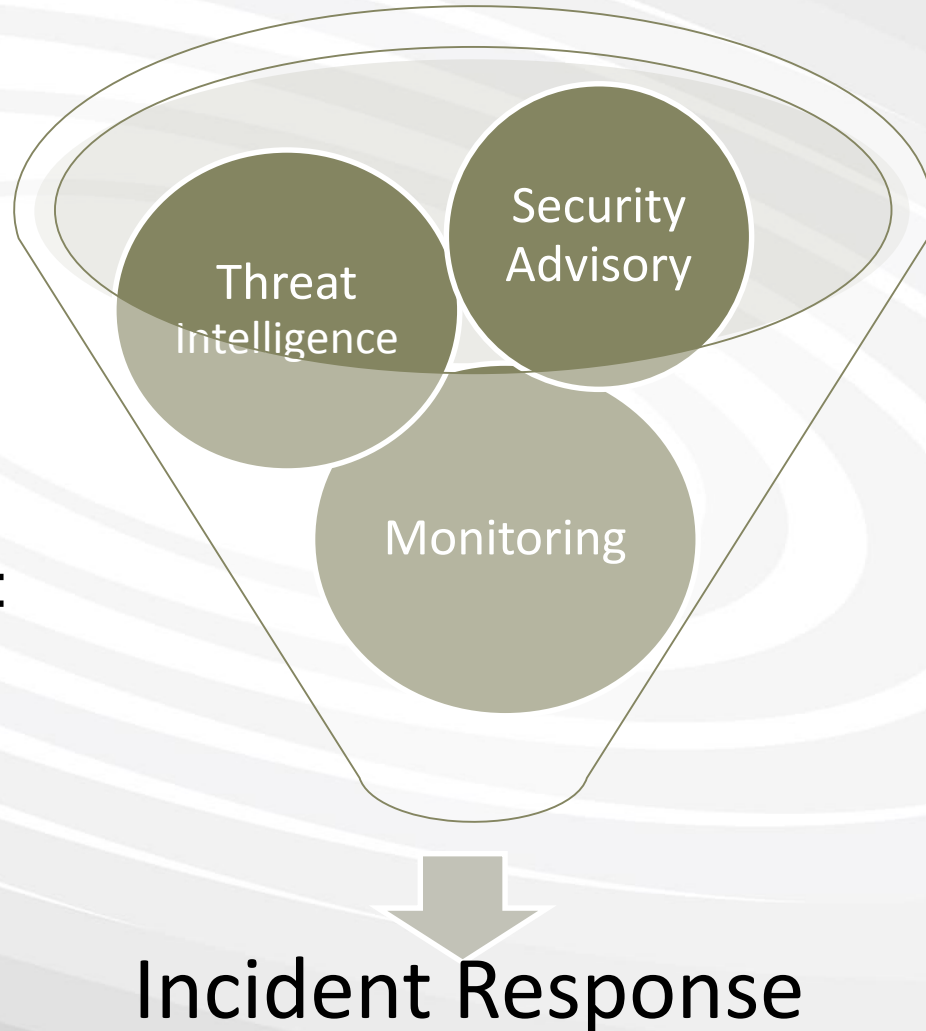 Security
Advisory
Threat
Intelligence
Monitoring
Incident Response